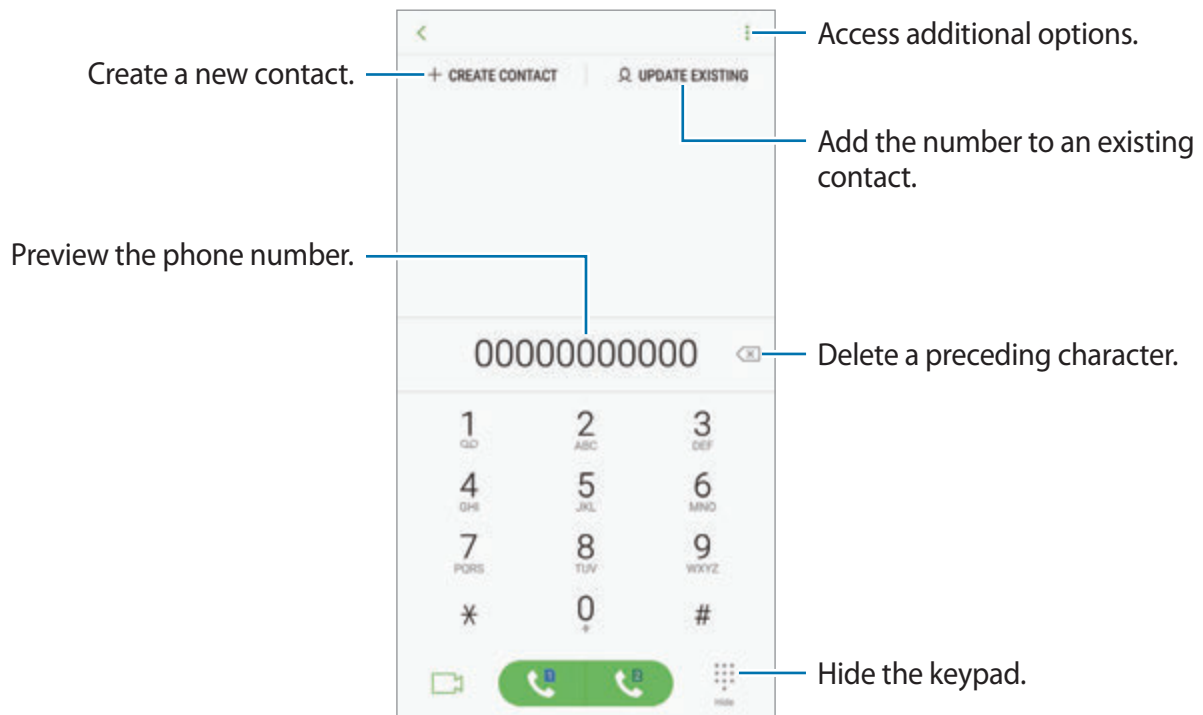 Access additional options.
Create a new contact.
+ CREATE CONTACT
UPDATE EXISTING
Add the number to an existing
contact.
Preview the phone number.
00000000000
Delete a preceding character.
1 2 3
ABC DEF
4 5 6
GHI JKL MNO
7 8 9
PQRS TUV WXYZ
* 0 #
+
1 2
Hide the keypad.
Hide